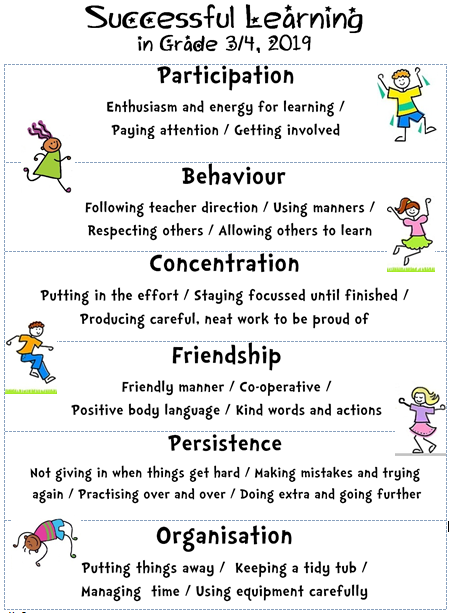 Successful Learning
in Grade 3/4, 2019
Participation
Enthusiasm and energy for learning /
Paying attention / Getting involved
Behaviour
Following teacher direction / Using manners /
Respecting others / Allowing others to learn
Concentration
Putting in the effort / Staying focussed until finished /
Producing careful, neat work to be proud of
Friendship
Friendly manner / Co-operative /
Positive body language / Kind words and actions
Persistence
Not giving in when things get hard / Making mistakes and trying
again / Practising over and over / Doing extra and going further
Organisation
Putting things away / Keeping a tidy tub /
Managing time / Using equipment carefully